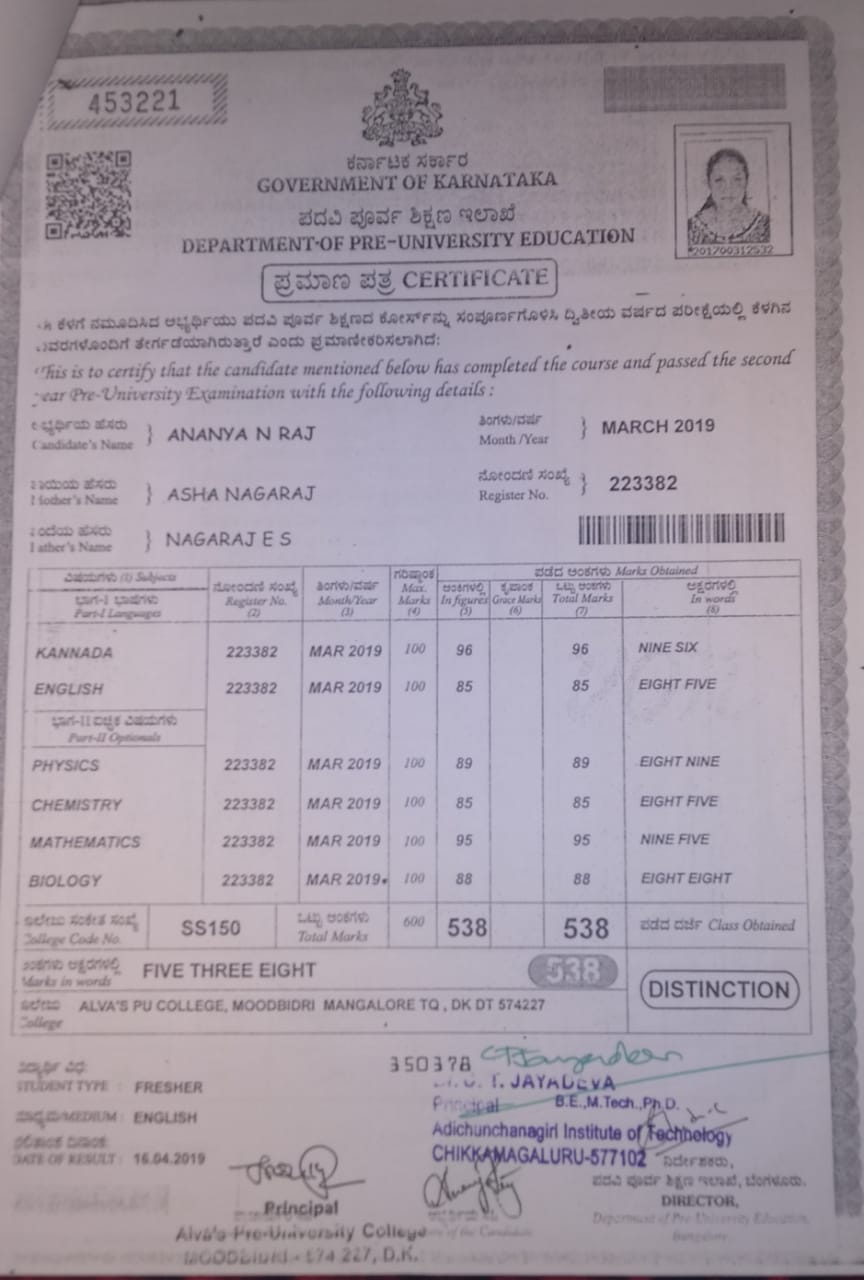 453221
ಕರ್ನಾಟಕ ಸರ್ಕಾರ
GOVERNMENT OF KARNATAKA
ಪದವಿ ಪೂರ್ವ ಶಿಕ್ಷಣ ಇಲಾಖೆ
DEPARTMENT OF PRE-UNIVERSITY EDUCATION
201700312532
ಪ್ರಮಾಣ ಪತ್ರ CERTIFICATE
ಈ ಕೆಳಗೆ ನಮೂದಿಸಿದ ಅಭ್ಯರ್ಥಿಯು ಪದವಿ ಪೂರ್ವ ಶಿಕ್ಷಣದ ಕೋರ್ಸ್‌ನ್ನು ಸಂಪೂರ್ಣಗೊಳಿಸಿ ದ್ವಿತೀಯ ವರ್ಷದ ಪರೀಕ್ಷೆಯಲ್ಲಿ ಕೆಳಗಿನ
ವಿವರಗಳೊಂದಿಗೆ ತೇರ್ಗಡೆಯಾಗಿರುತ್ತಾರೆ ಎಂದು ಪ್ರಮಾಣೀಕರಿಸಲಾಗಿದೆ:
This is to certify that the candidate mentioned below has completed the course and passed the second
year Pre-University Examination with the following details :
ಅಭ್ಯರ್ಥಿಯ ಹೆಸರು ತಿಂಗಳು/ವರ್ಷ
Candidate's Name } ANANYA N RAJ Month /Year } MARCH 2019
ತಾಯಿಯ ಹೆಸರು ನೋಂದಣಿ ಸಂಖ್ಯೆ
Mother's Name } ASHA NAGARAJ Register No. } 223382
ತಂದೆಯ ಹೆಸರು
Father's Name } NAGARAJ E S
ವಿಷಯಗಳು (1) Subjects ನೋಂದಣಿ ಸಂಖ್ಯೆ ತಿಂಗಳು/ವರ್ಷ ಗರಿಷ್ಠಾಂಕ ಪಡೆದ ಅಂಕಗಳು Marks Obtained
ಭಾಗ-I ಭಾಷೆಗಳು Register No. Month/Year Max. ಅಂಕಿಗಳಲ್ಲಿ ಕೃಪಾಂಕ ಒಟ್ಟು ಅಂಕಗಳು ಅಕ್ಷರಗಳಲ್ಲಿ
Part-I Languages (2) (3) Marks (4) In figures (5) Grace Marks (6) Total Marks (7) In words (8)
KANNADA 223382 MAR 2019 100 96 96 NINE SIX
ENGLISH 223382 MAR 2019 100 85 85 EIGHT FIVE
ಭಾಗ-II ಐಚ್ಛಿಕ ವಿಷಯಗಳು
Part-II Optionals
PHYSICS 223382 MAR 2019 100 89 89 EIGHT NINE
CHEMISTRY 223382 MAR 2019 100 85 85 EIGHT FIVE
MATHEMATICS 223382 MAR 2019 100 95 95 NINE FIVE
BIOLOGY 223382 MAR 2019 100 88 88 EIGHT EIGHT
ಕಾಲೇಜು ಸಂಕೇತ ಸಂಖ್ಯೆ ಒಟ್ಟು ಅಂಕಗಳು
College Code No. SS150 Total Marks 600 538 538 ಪಡೆದ ದರ್ಜೆ Class Obtained
ಅಂಕಗಳು ಅಕ್ಷರಗಳಲ್ಲಿ
Marks in words FIVE THREE EIGHT 538
DISTINCTION
ಕಾಲೇಜು ALVA'S PU COLLEGE, MOODBIDRI MANGALORE TQ , DK DT 574227
College
350378
ವಿದ್ಯಾರ್ಥಿ ವಿಧ:
STUDENT TYPE : FRESHER
T. JAYADEVA
Principal B.E.,M.Tech.,Ph.D.
ಮಾಧ್ಯಮ/MEDIUM : ENGLISH
Adichunchanagiri Institute of Technology
CHIKKAMAGALURU-577102
ಫಲಿತಾಂಶ ದಿನಾಂಕ:
DATE OF RESULT : 16.04.2019
ನಿರ್ದೇಶಕರು,
ಪದವಿ ಪೂರ್ವ ಶಿಕ್ಷಣ ಇಲಾಖೆ, ಬೆಂಗಳೂರು.
DIRECTOR,
Department of Pre-University Education,
Bangalore
Principal
Alva's Pre-University College
of the Candidate
MOODBIDRI - 574 227, D.K.